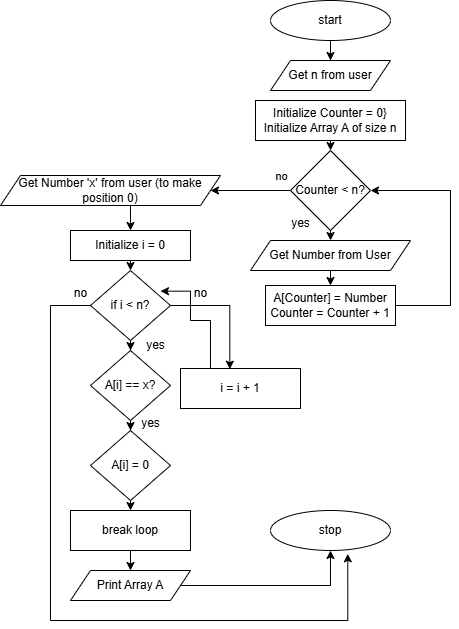 start
Get n from user
Initialize Counter = 0}
Initialize Array A of size n
Counter < n?
no
yes
Get Number from User
A[Counter] = Number
Counter = Counter + 1
Get Number 'x' from user (to make
position 0)
Initialize i = 0
if i < n?
no
no
yes
i = i + 1
A[i] == x?
yes
A[i] = 0
break loop
Print Array A
stop